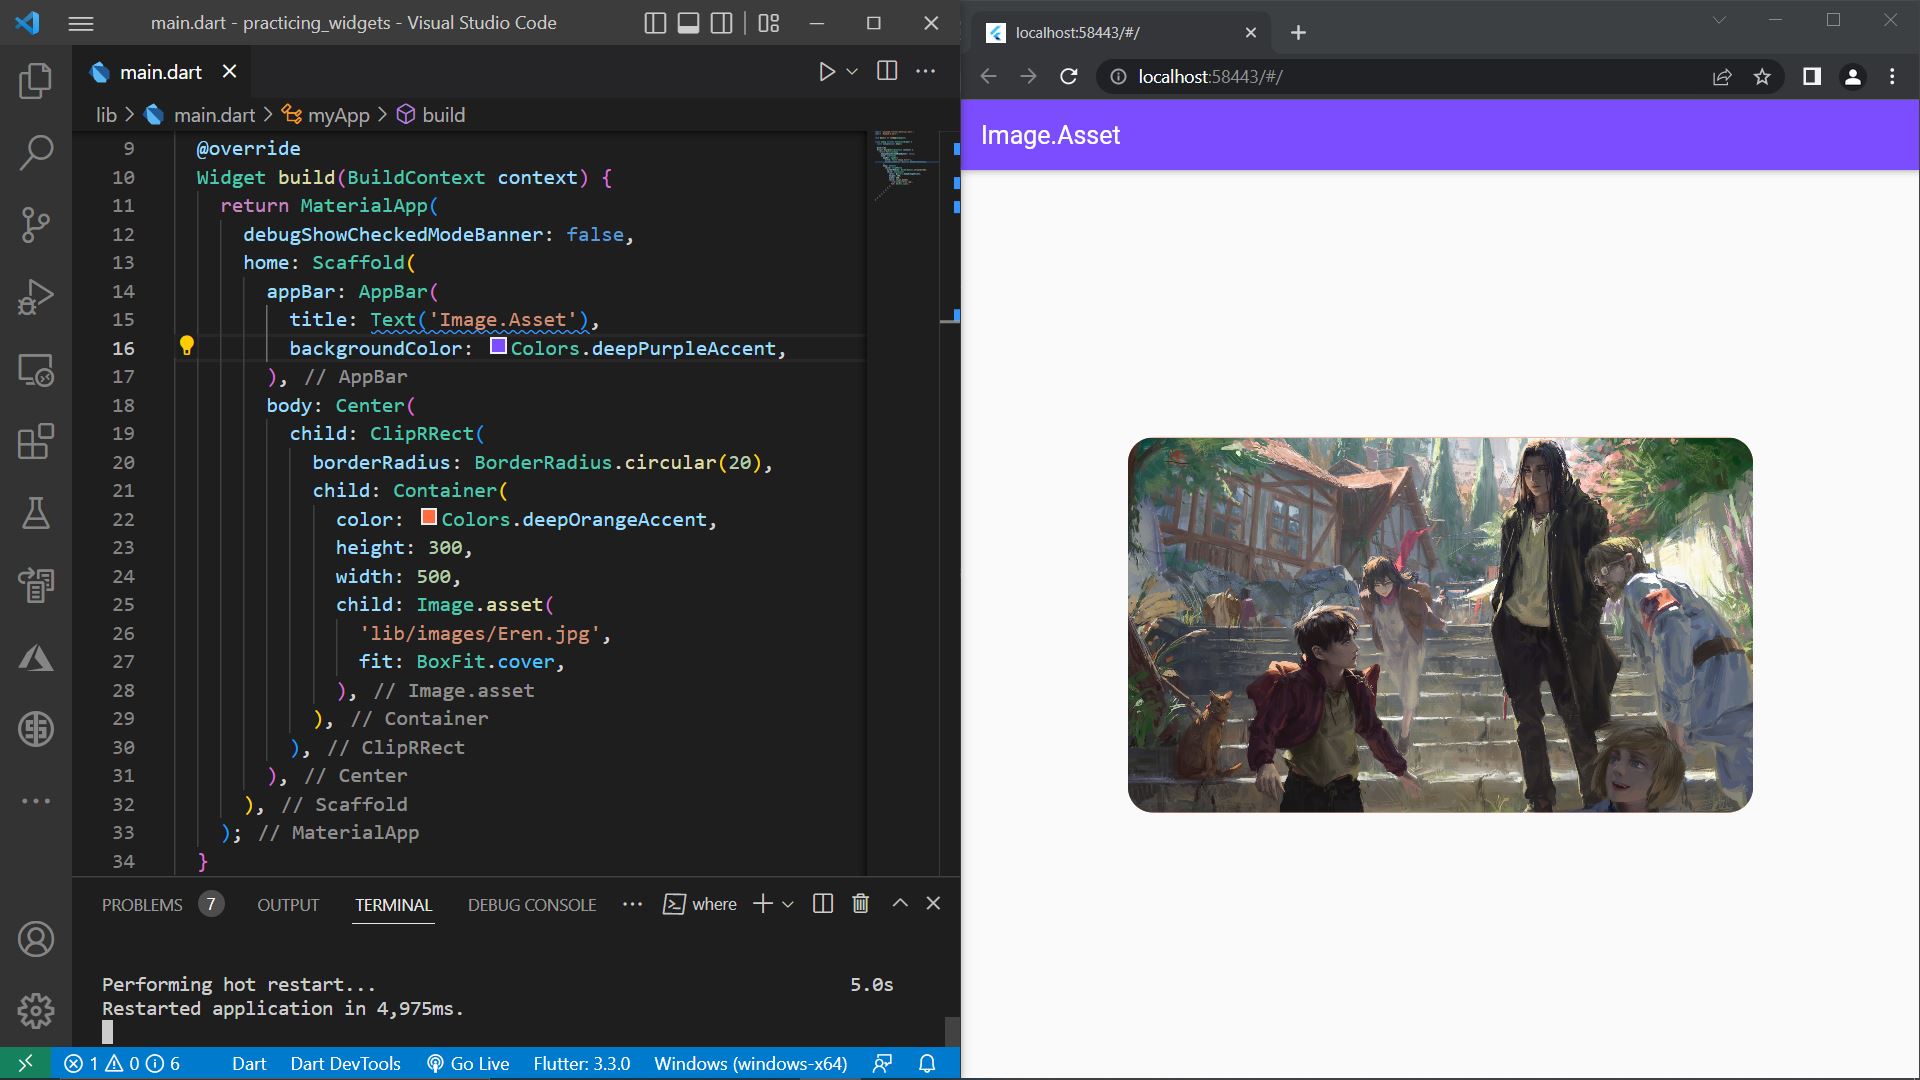 main.dart - practicing_widgets - Visual Studio Code
main.dart
lib > main.dart > myApp > build
9 @override
10 Widget build(BuildContext context) {
11 return MaterialApp(
12 debugShowCheckedModeBanner: false,
13 home: Scaffold(
14 appBar: AppBar(
15 title: Text('Image.Asset'),
16 backgroundColor: Colors.deepPurpleAccent,
17 ), // AppBar
18 body: Center(
19 child: ClipRRect(
20 borderRadius: BorderRadius.circular(20),
21 child: Container(
22 color: Colors.deepOrangeAccent,
23 height: 300,
24 width: 500,
25 child: Image.asset(
26 'lib/images/Eren.jpg',
27 fit: BoxFit.cover,
28 ), // Image.asset
29 ), // Container
30 ), // ClipRRect
31 ), // Center
32 ), // Scaffold
33 ); // MaterialApp
34 }
PROBLEMS 7 OUTPUT TERMINAL DEBUG CONSOLE ... where
Performing hot restart... 5.0s
Restarted application in 4,975ms.
1 0 6 Dart Dart DevTools Go Live Flutter: 3.3.0 Windows (windows-x64)
localhost:58443/#/
localhost:58443/#/
Image.Asset